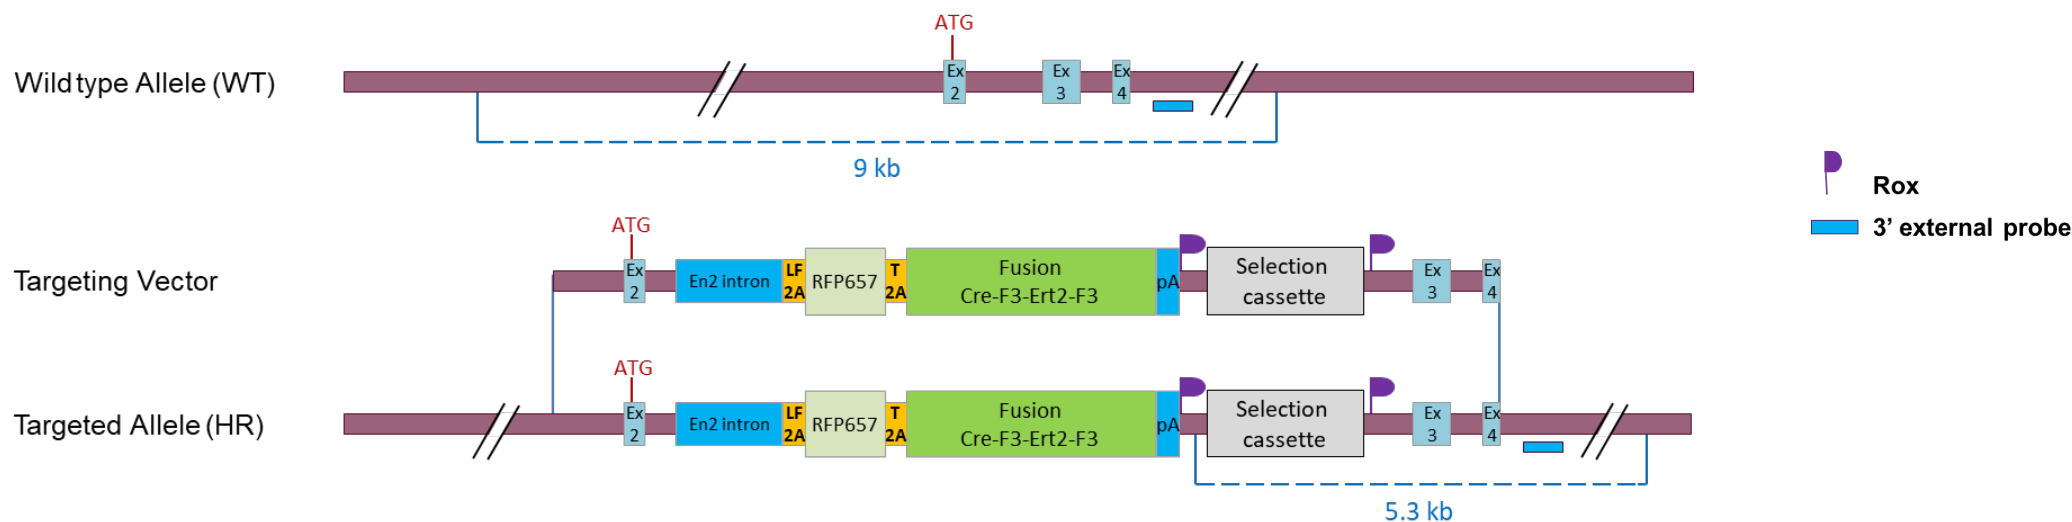 ATG
Wild type Allele (WT)
Ex
2
Ex
3
Ex
4
9 kb
Rox
3' external probe
ATG
Targeting Vector
Ex
2
En2 intron
LF
2A
RFP657
T
2A
Fusion
Cre-F3-Ert2-F3
pA
Selection
cassette
Ex
3
Ex
4
ATG
Targeted Allele (HR)
Ex
2
En2 intron
LF
2A
RFP657
T
2A
Fusion
Cre-F3-Ert2-F3
pA
Selection
cassette
Ex
3
Ex
4
5.3 kb